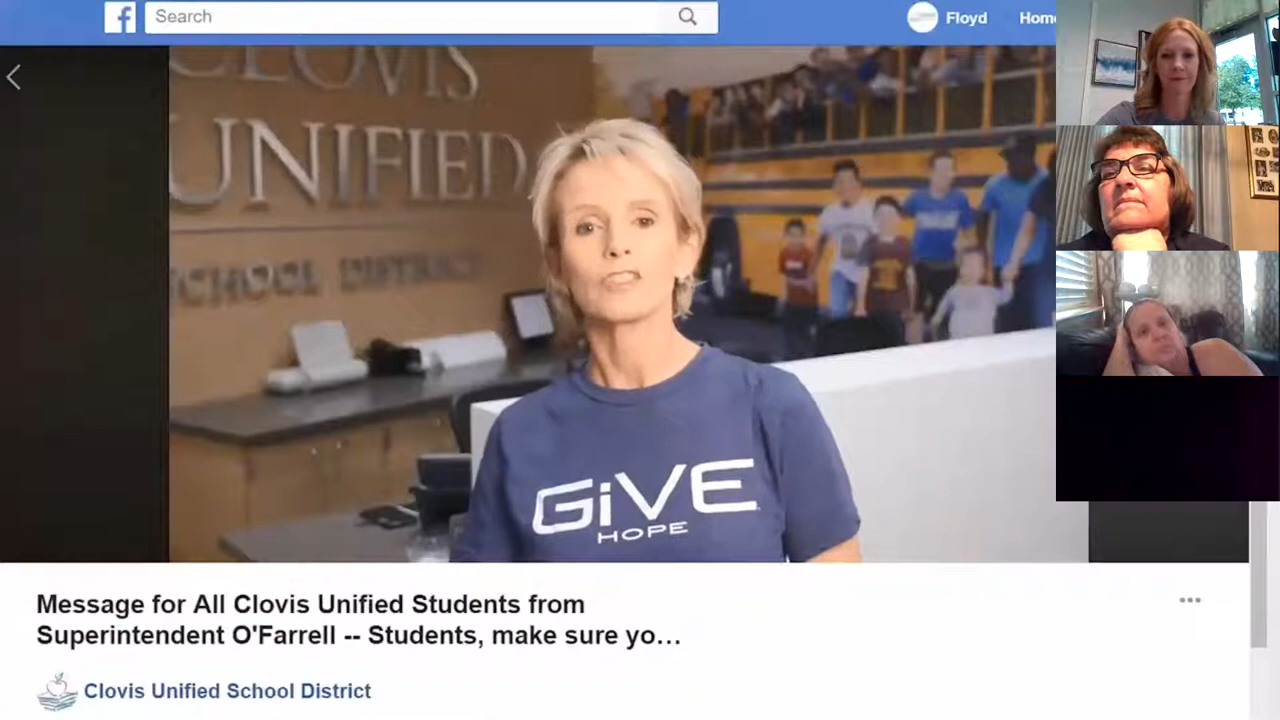 Search
Floyd
Home
CLOVIS
UNIFIED
SCHOOL DISTRICT
GiVE
HOPE
Message for All Clovis Unified Students from
Superintendent O'Farrell -- Students, make sure yo…
Clovis Unified School District